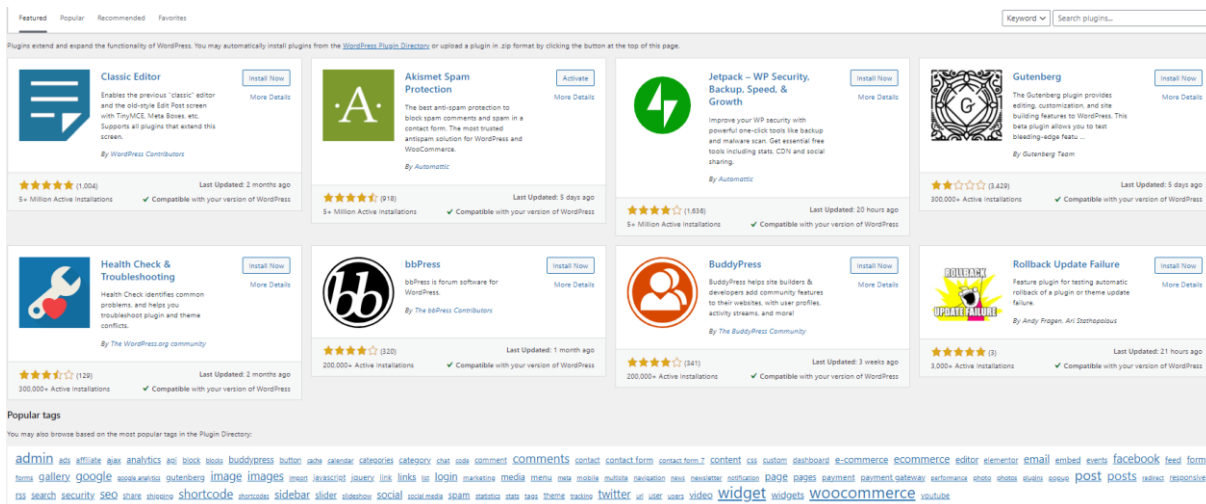 Featured Popular Recommended Favorites Keyword Search plugins...
Plugins extend and expand the functionality of WordPress. You may automatically install plugins from the WordPress Plugin Directory or upload a plugin in .zip format by clicking the button at the top of this page.
Classic Editor
Install Now
More Details
Enables the previous "classic" editor
and the old-style Edit Post screen
with TinyMCE, Meta Boxes, etc.
Supports all plugins that extend this
screen.
By WordPress Contributors
(1,004) Last Updated: 2 months ago
5+ Million Active Installations Compatible with your version of WordPress
·A·
Akismet Spam
Protection
Activate
More Details
The best anti-spam protection to
block spam comments and spam in a
contact form. The most trusted
antispam solution for WordPress and
WooCommerce.
By Automattic
(918) Last Updated: 5 days ago
5+ Million Active Installations Compatible with your version of WordPress
Jetpack – WP Security,
Backup, Speed, &
Growth
Install Now
More Details
Improve your WP security with
powerful one-click tools like backup
and malware scan. Get essential free
tools including stats, CDN and social
sharing.
By Automattic
(1,636) Last Updated: 20 hours ago
5+ Million Active Installations Compatible with your version of WordPress
G
Gutenberg
Install Now
More Details
The Gutenberg plugin provides
editing, customization, and site
building features to WordPress. This
beta plugin allows you to test
bleeding-edge featu ...
By Gutenberg Team
(3,429) Last Updated: 5 days ago
300,000+ Active Installations Compatible with your version of WordPress
Health Check &
Troubleshooting
Install Now
More Details
Health Check identifies common
problems, and helps you
troubleshoot plugin and theme
conflicts.
By The WordPress.org community
(129) Last Updated: 2 months ago
300,000+ Active Installations Compatible with your version of WordPress
bb
bbPress
Install Now
More Details
bbPress is forum software for
WordPress.
By The bbPress Contributors
(320) Last Updated: 1 month ago
200,000+ Active Installations Compatible with your version of WordPress
BuddyPress
Install Now
More Details
BuddyPress helps site builders &
developers add community features
to their websites, with user profiles,
activity streams, and more!
By The BuddyPress Community
(341) Last Updated: 3 weeks ago
200,000+ Active Installations Compatible with your version of WordPress
ROLLBACK
UPDATE FAILURE
Rollback Update Failure
Install Now
More Details
Feature plugin for testing automatic
rollback of a plugin or theme update
failure.
By Andy Fragen, Ari Stathopolous
(3) Last Updated: 21 hours ago
3,000+ Active Installations Compatible with your version of WordPress
Popular tags
You may also browse based on the most popular tags in the Plugin Directory:
admin ads affiliate ajax analytics api block blocks buddypress button cache calendar categories category chat code comment comments contact contact form contact form 7 content css custom dashboard e-commerce ecommerce editor elementor email embed events facebook feed form
forms gallery google google analytics gutenberg image images import javascript jquery link links list login marketing media menu meta mobile multisite navigation news newsletter notification page pages payment payment gateway performance photo photos plugins popup post posts redirect responsive
rss search security seo share shipping shortcode shortcodes sidebar slider slideshow social social media spam statistics stats tags theme tracking twitter url user users video widget widgets woocommerce youtube